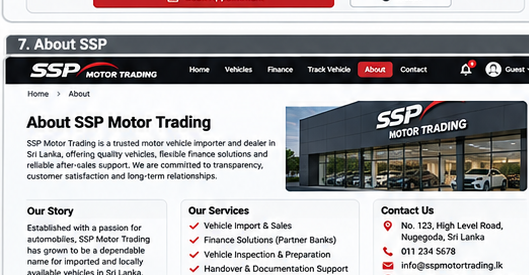 7. About SSP
SSP MOTOR TRADING
Home Vehicles Finance Track Vehicle About Contact Guest
Home > About
About SSP Motor Trading
SSP Motor Trading is a trusted motor vehicle importer and dealer in
Sri Lanka, offering quality vehicles, flexible finance solutions and
reliable after-sales support. We are committed to transparency,
customer satisfaction and long-term relationships.
SSP
MOTOR TRADING
Our Story
Established with a passion for
automobiles, SSP Motor Trading
has grown to be a dependable
name for imported and locally
available vehicles in Sri Lanka.
Our Services
Vehicle Import & Sales
Finance Solutions (Partner Banks)
Vehicle Inspection & Preparation
Handover & Documentation Support
Contact Us
No. 123, High Level Road,
Nugegoda, Sri Lanka
011 234 5678
info@sspmotortrading.lk